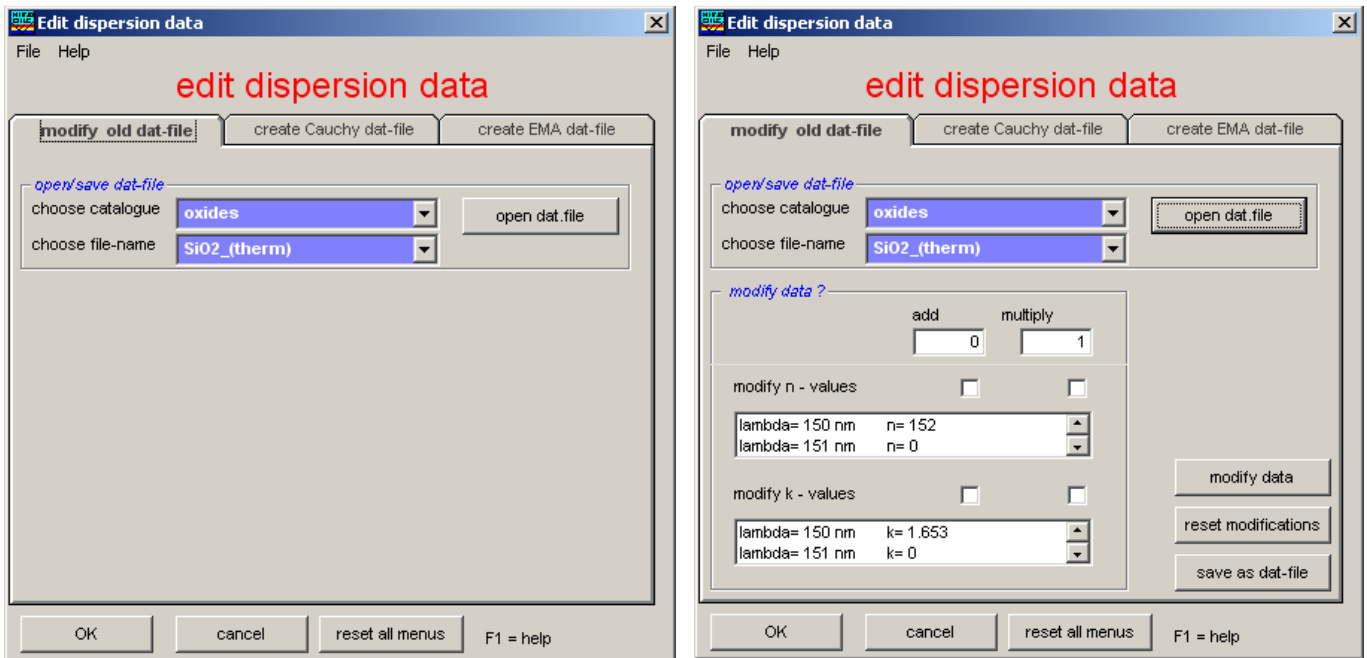 Edit dispersion data
File Help
edit dispersion data
modify old dat-file
create Cauchy dat-file
create EMA dat-file
open/save dat-file
choose catalogue
oxides
open dat.file
choose file-name
SiO2_(therm)
OK
cancel
reset all menus
F1 = help
Edit dispersion data
File Help
edit dispersion data
modify old dat-file
create Cauchy dat-file
create EMA dat-file
open/save dat-file
choose catalogue
oxides
open dat.file
choose file-name
SiO2_(therm)
modify data ?
add multiply
0 1
modify n - values
lambda= 150 nm n= 152
lambda= 151 nm n= 0
modify k - values
lambda= 150 nm k= 1.653
lambda= 151 nm k= 0
modify data
reset modifications
save as dat-file
OK
cancel
reset all menus
F1 = help